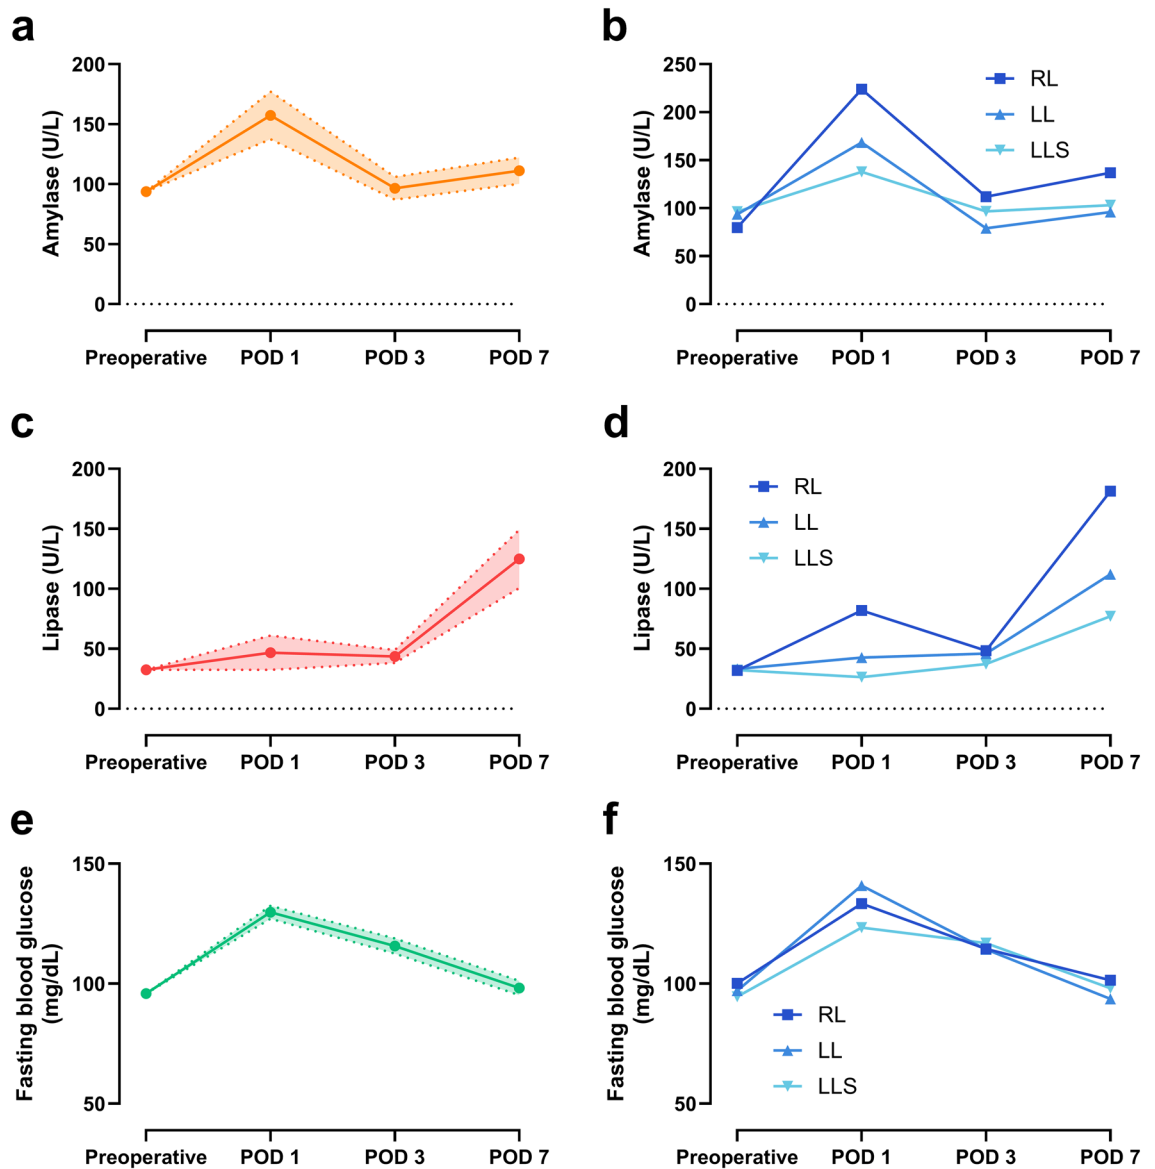 a
200
150
100
50
0
Amylase (U/L)
Preoperative POD 1 POD 3 POD 7
b
250
200
150
100
50
0
Amylase (U/L)
RL
LL
LLS
Preoperative POD 1 POD 3 POD 7
c
200
150
100
50
0
Lipase (U/L)
Preoperative POD 1 POD 3 POD 7
d
200
150
100
50
0
Lipase (U/L)
RL
LL
LLS
Preoperative POD 1 POD 3 POD 7
e
150
100
50
Fasting blood glucose
(mg/dL)
Preoperative POD 1 POD 3 POD 7
f
150
100
50
Fasting blood glucose
(mg/dL)
RL
LL
LLS
Preoperative POD 1 POD 3 POD 7